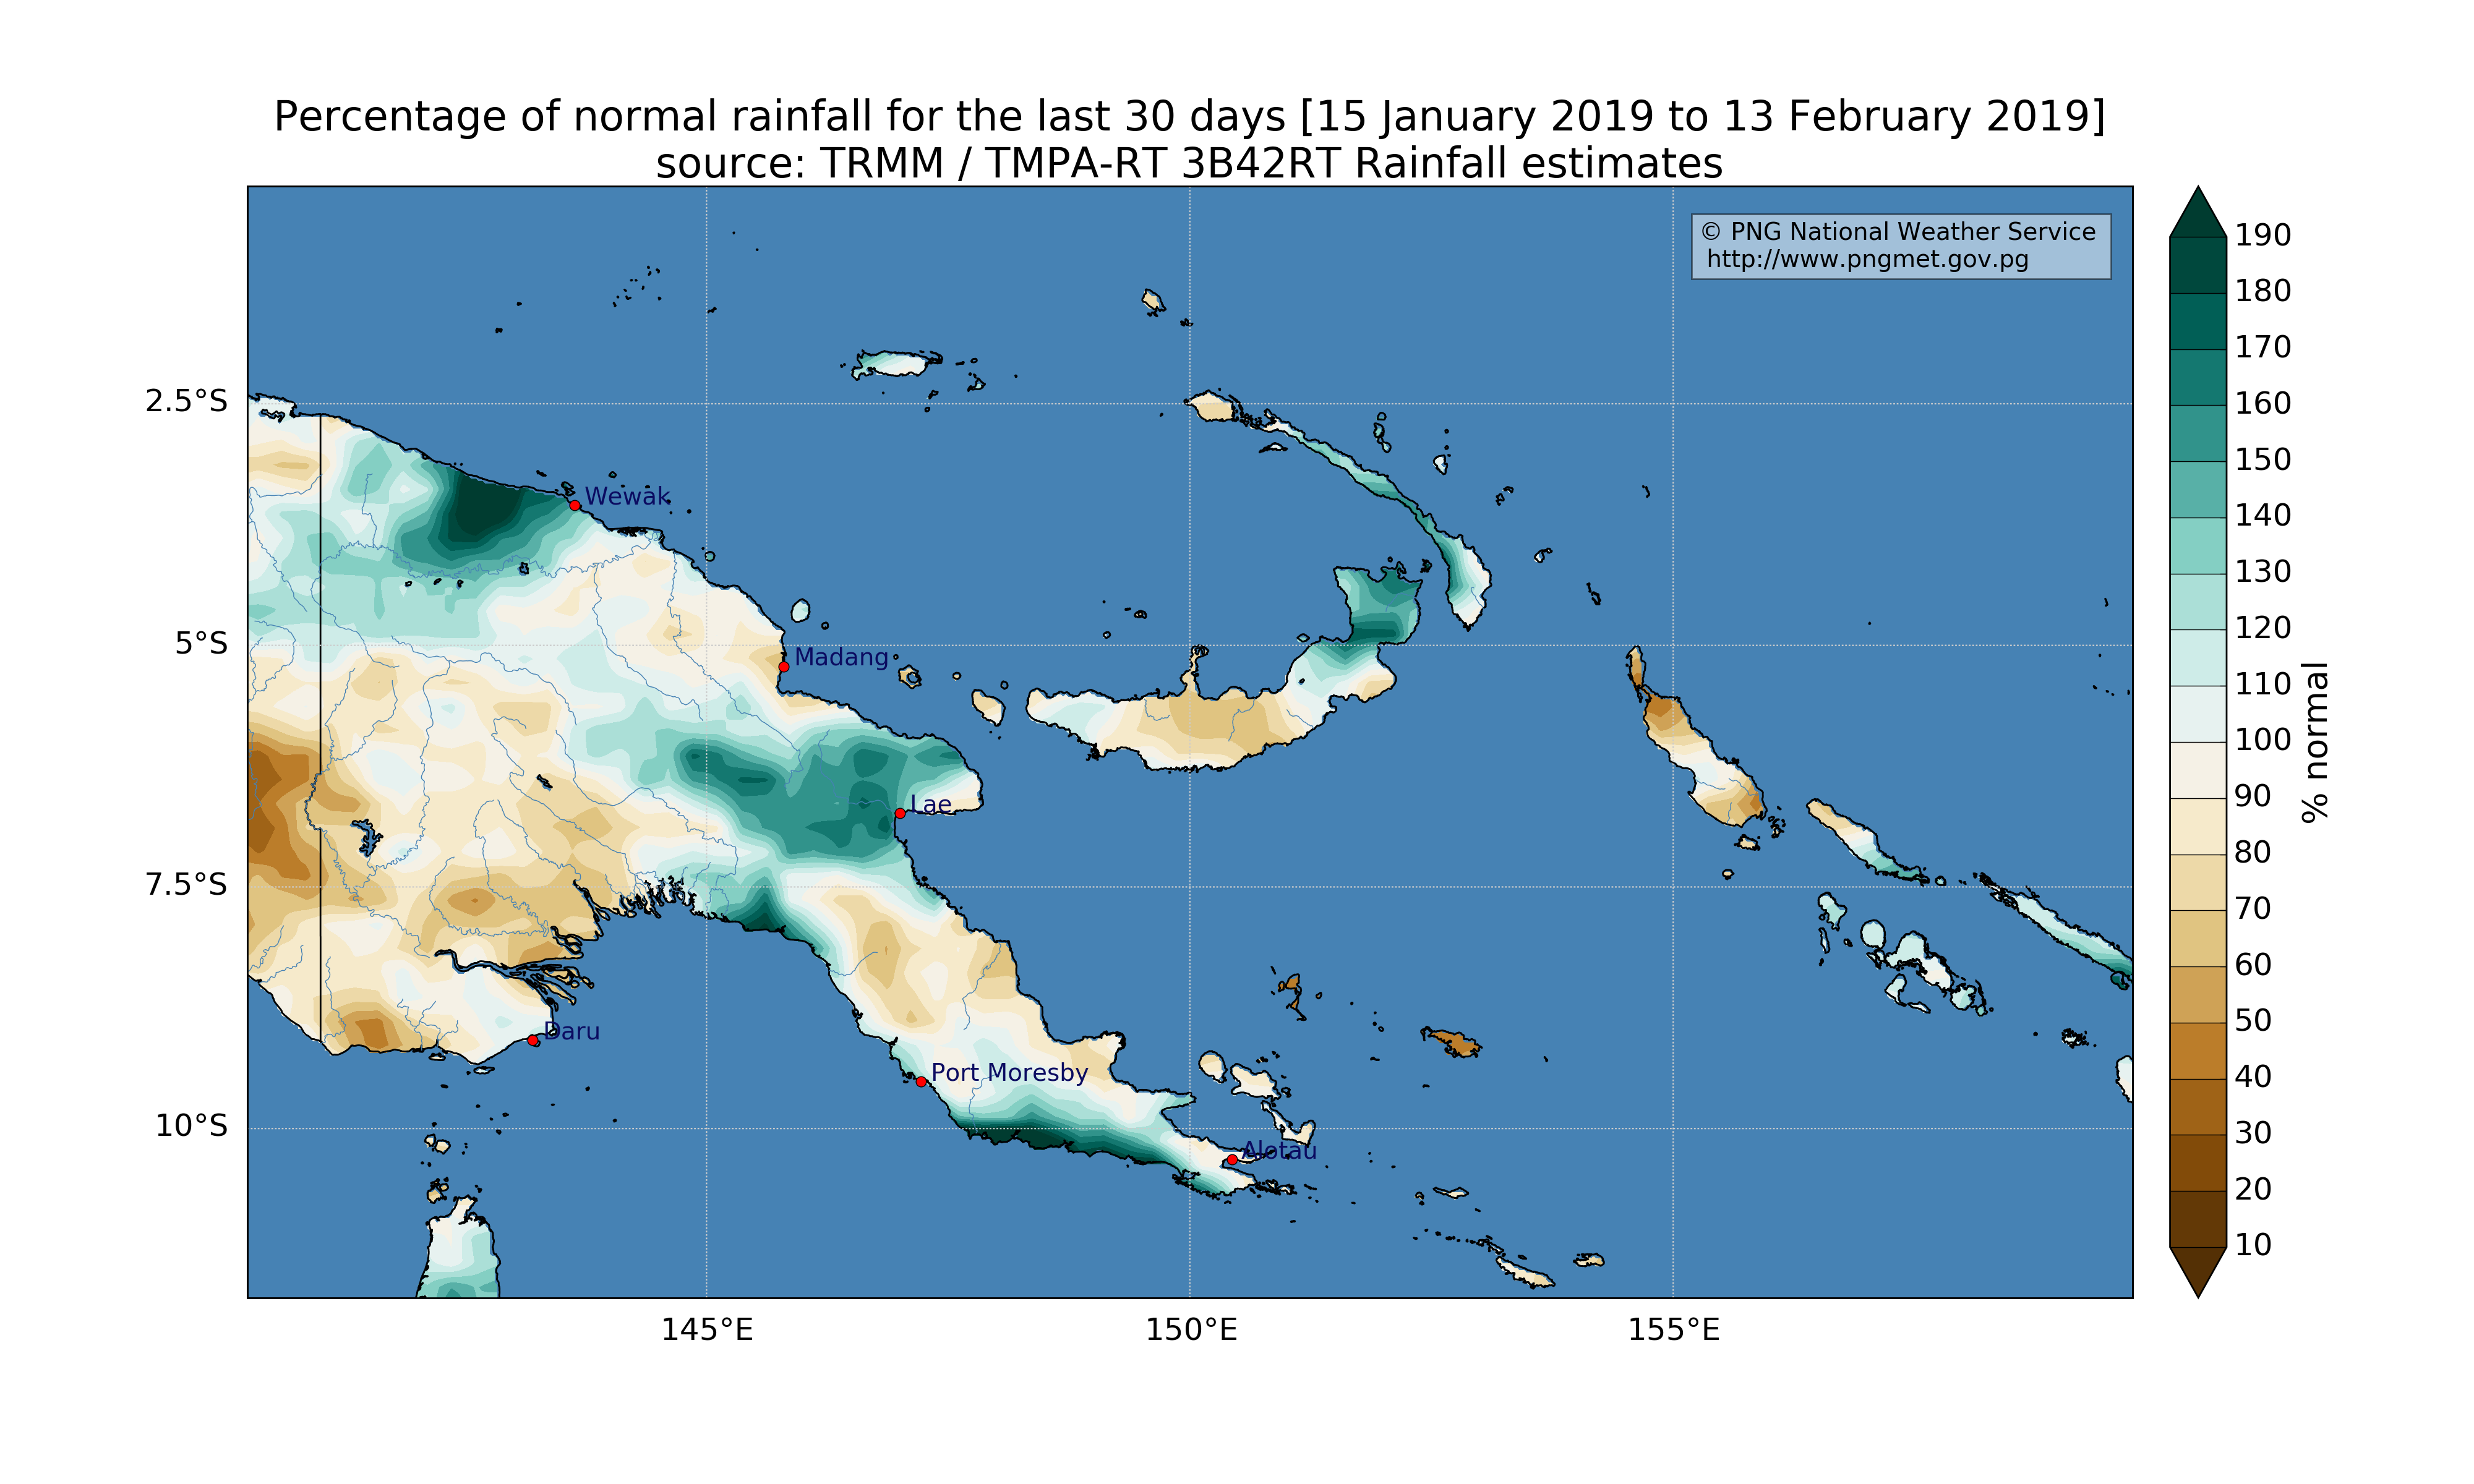 Percentage of normal rainfall for the last 30 days [15 January 2019 to 13 February 2019]
source: TRMM / TMPA-RT 3B42RT Rainfall estimates
© PNG National Weather Service
http://www.pngmet.gov.pg
2.5°S
5°S
7.5°S
10°S
Wewak
Madang
Lae
Daru
Port Moresby
Alotau
145°E
150°E
155°E
190
180
170
160
150
140
130
120
110
100
90
80
70
60
50
40
30
20
10
% normal